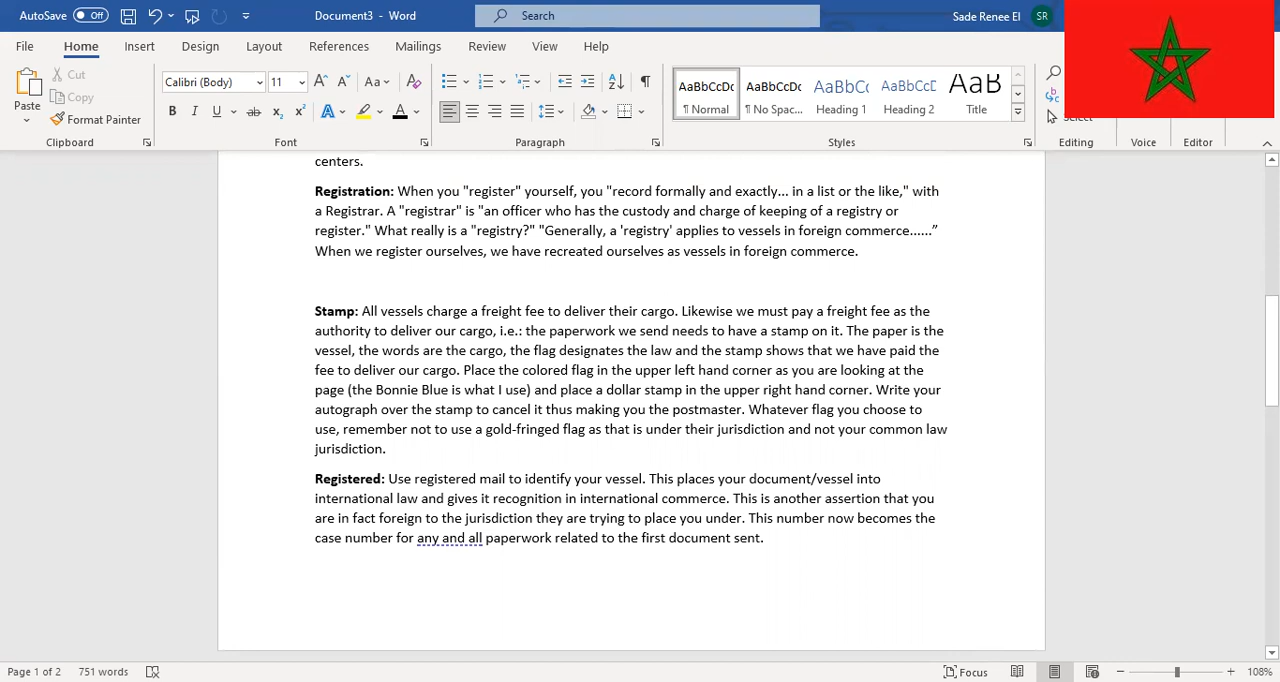 AutoSave Off Document3 - Word Search Sade Renee El SR
File Home Insert Design Layout References Mailings Review View Help
Paste Cut Copy Format Painter Clipboard
Calibri (Body) 11 Font
Paragraph
AaBbCcDc ¶ Normal AaBbCcDc ¶ No Spac... AaBbCc Heading 1 AaBbCcD Heading 2 AaB Title Styles
Select Editing Voice Editor
centers.
Registration: When you "register" yourself, you "record formally and exactly... in a list or the like," with
a Registrar. A "registrar" is "an officer who has the custody and charge of keeping of a registry or
register." What really is a "registry?" "Generally, a 'registry' applies to vessels in foreign commerce......”
When we register ourselves, we have recreated ourselves as vessels in foreign commerce.
Stamp: All vessels charge a freight fee to deliver their cargo. Likewise we must pay a freight fee as the
authority to deliver our cargo, i.e.: the paperwork we send needs to have a stamp on it. The paper is the
vessel, the words are the cargo, the flag designates the law and the stamp shows that we have paid the
fee to deliver our cargo. Place the colored flag in the upper left hand corner as you are looking at the
page (the Bonnie Blue is what I use) and place a dollar stamp in the upper right hand corner. Write your
autograph over the stamp to cancel it thus making you the postmaster. Whatever flag you choose to
use, remember not to use a gold-fringed flag as that is under their jurisdiction and not your common law
jurisdiction.
Registered: Use registered mail to identify your vessel. This places your document/vessel into
international law and gives it recognition in international commerce. This is another assertion that you
are in fact foreign to the jurisdiction they are trying to place you under. This number now becomes the
case number for any and all paperwork related to the first document sent.
Page 1 of 2 751 words Focus 108%